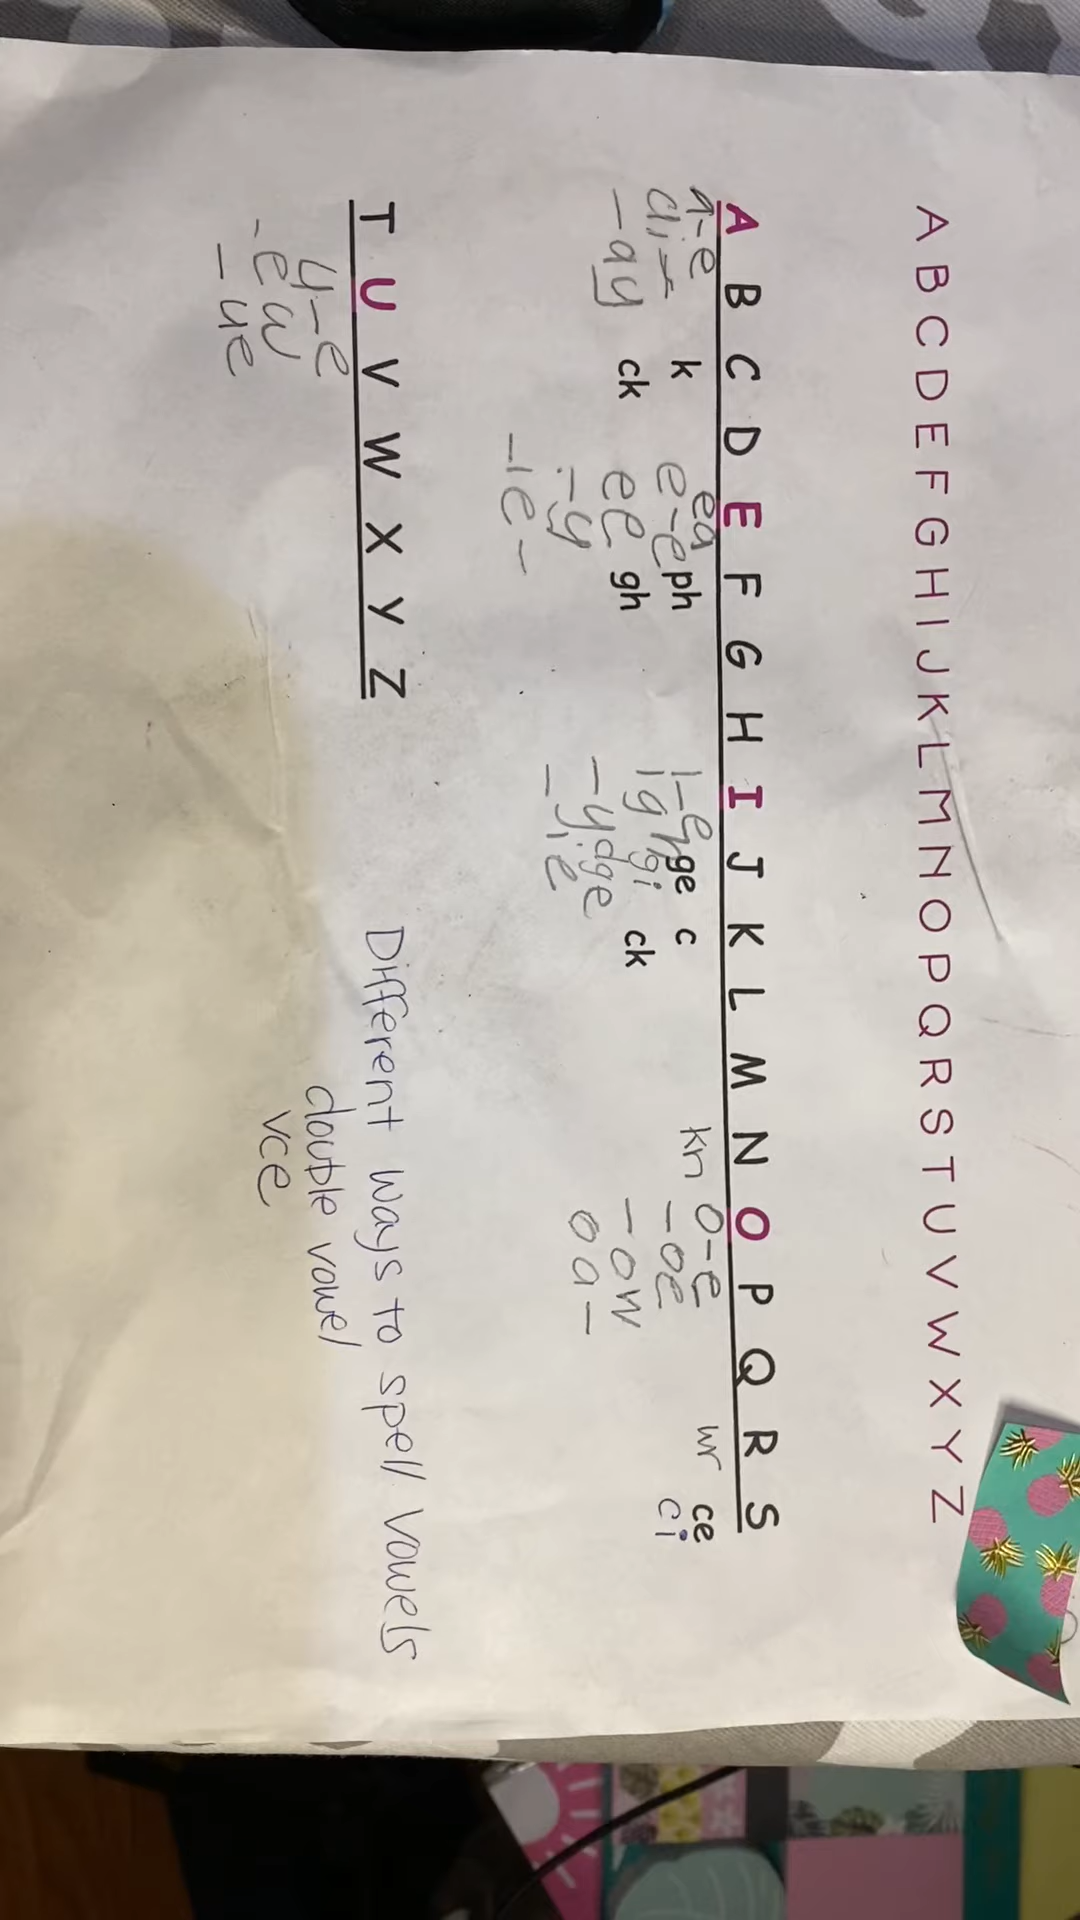 A B C D E F G H I J K L M N O P Q R S T U V W X Y Z
A B C D E F G H I J K L M N O P Q R S
a-e k ea ph i-e ge c kn o-e wr ce
ai- ck e-e gh igh gi ck -oe ci
-ay ee -y dge -ow
-y -ie oa-
-ie-
T U V W X Y Z
u-e
-ew
-ue
Different ways to spell vowels
double vowel
vce